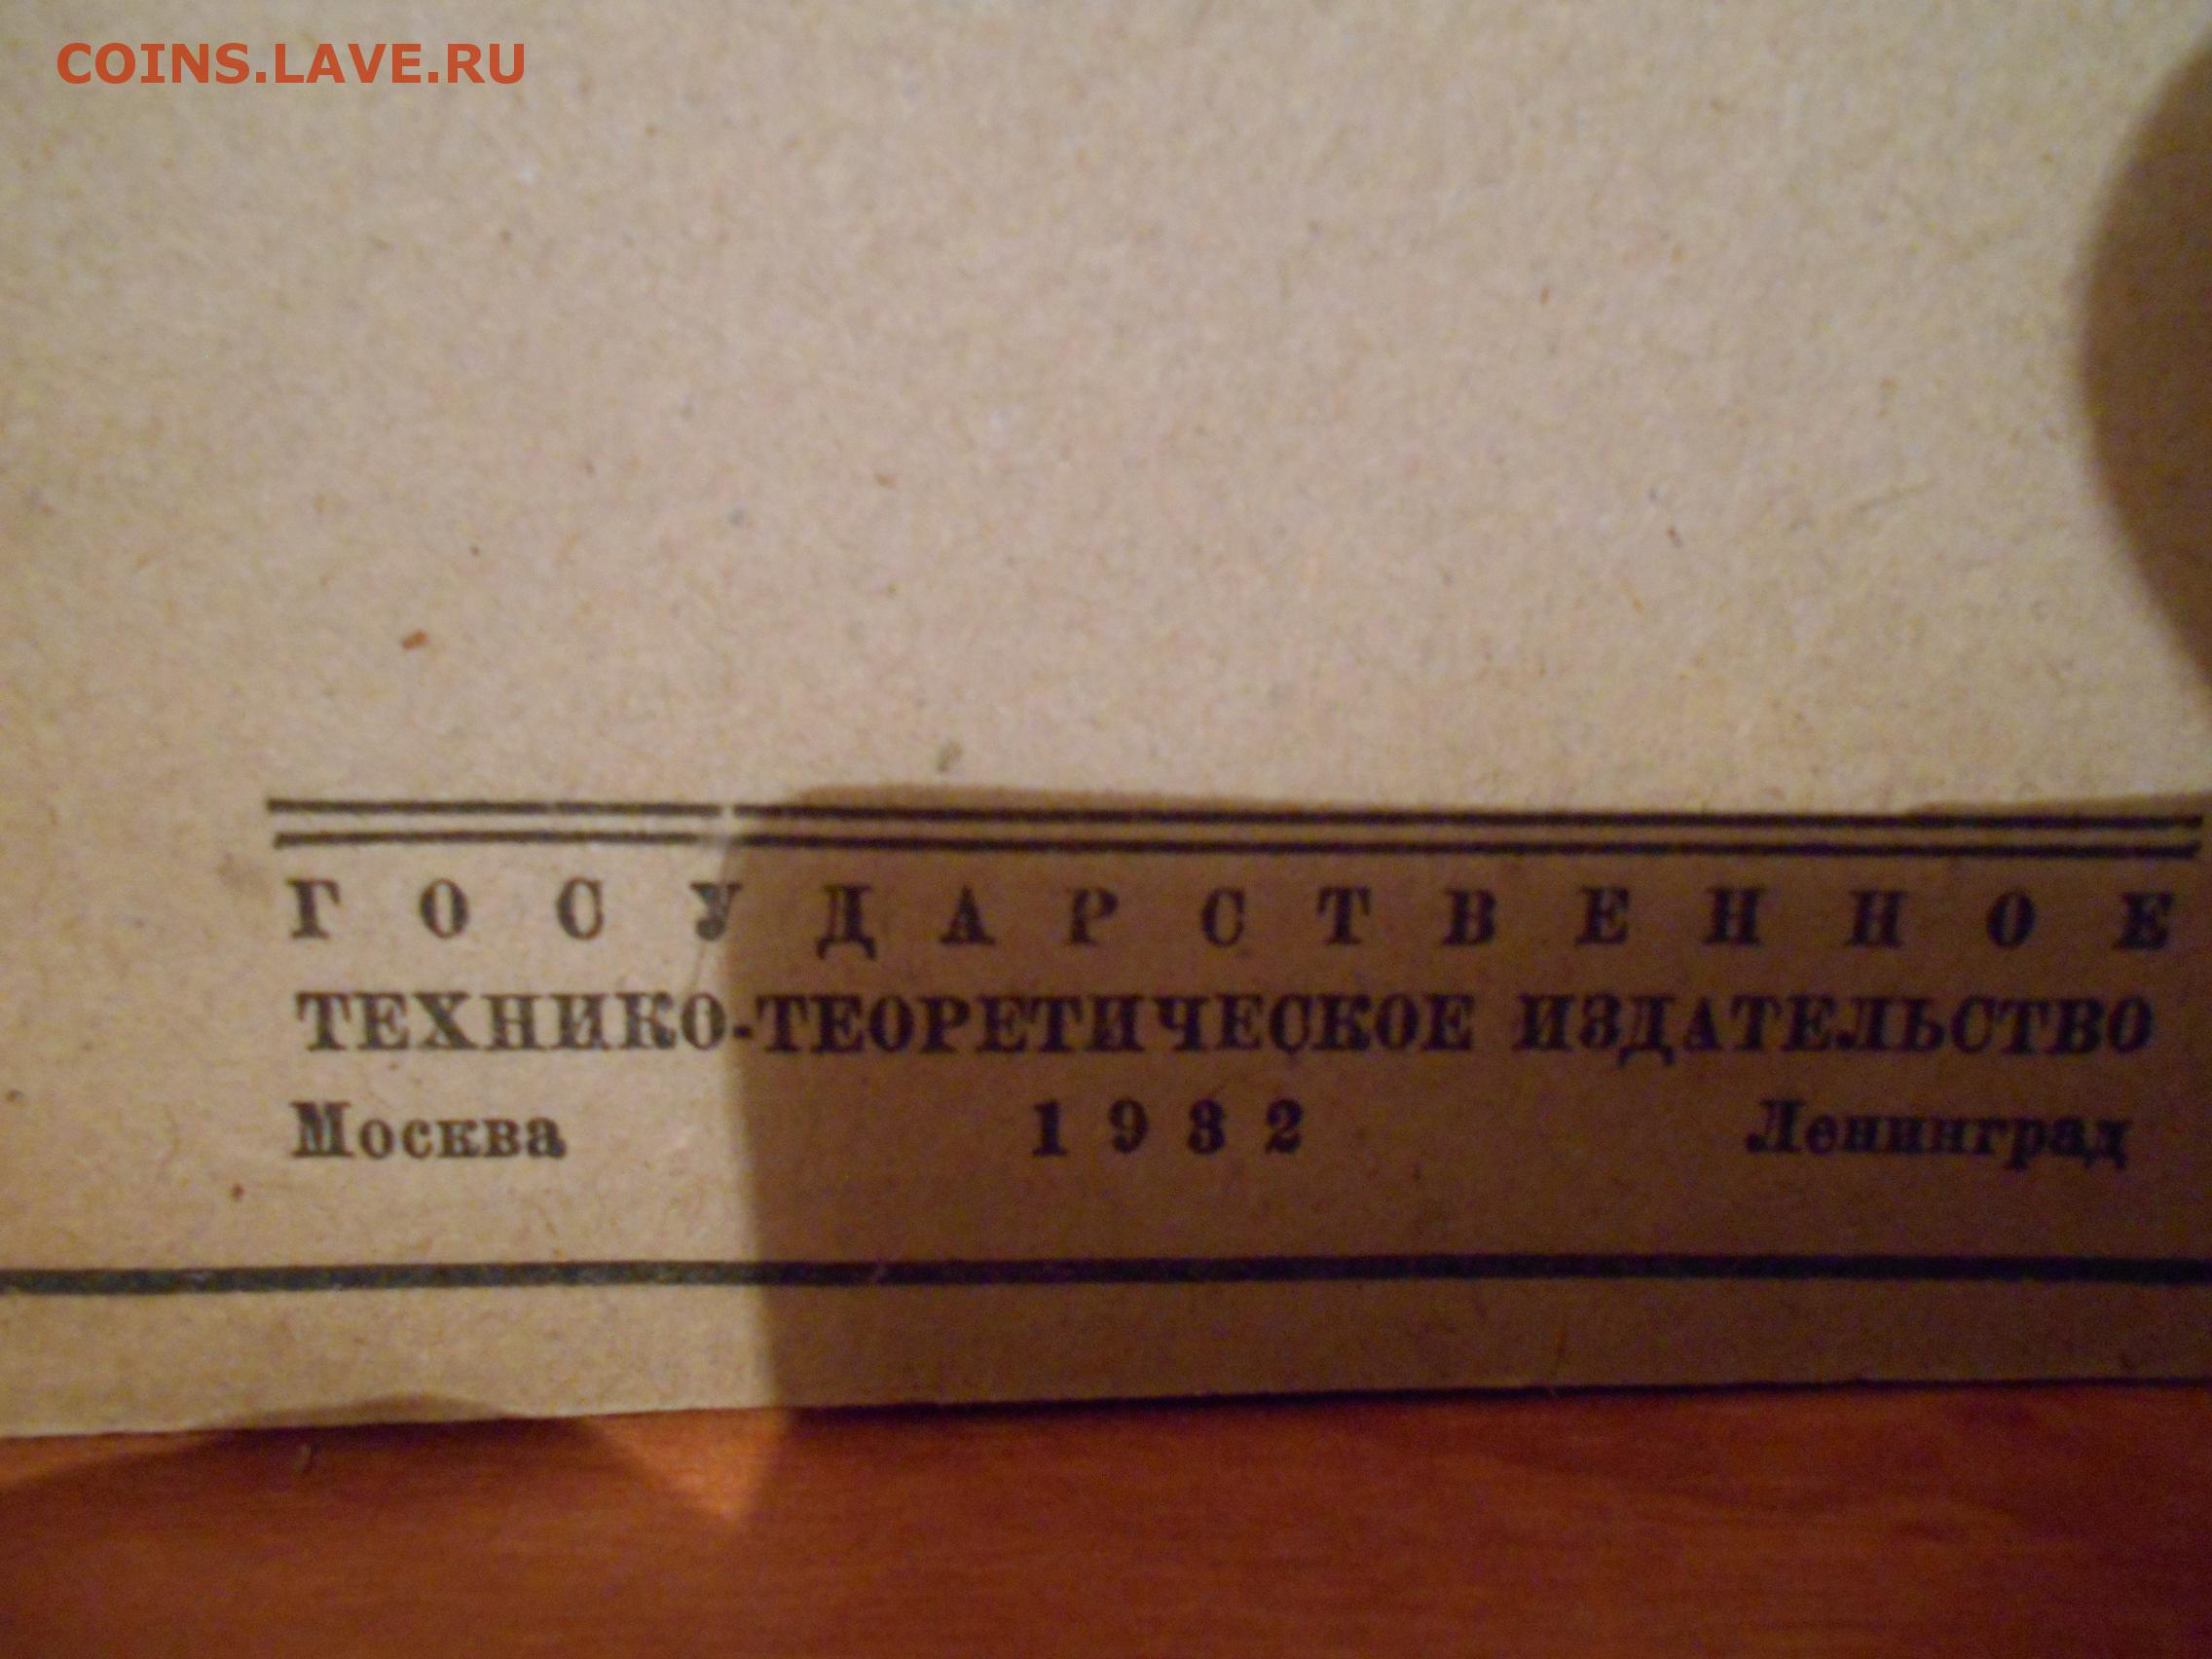 COINS.LAVE.RU
ГОСУДАРСТВЕННОЕ
ТЕХНИКО-ТЕОРЕТИЧЕСКОЕ ИЗДАТЕЛЬСТВО
Москва 1932 Ленинград